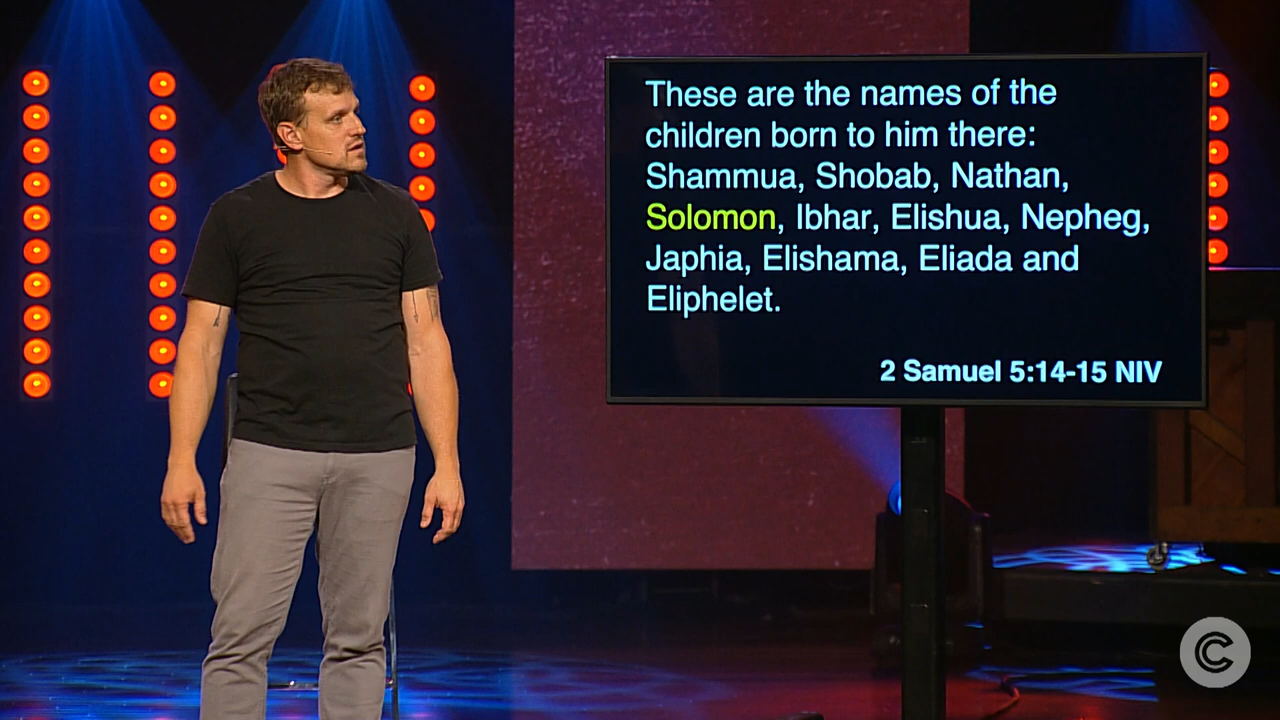 These are the names of the
children born to him there:
Shammua, Shobab, Nathan,
Solomon, Ibhar, Elishua, Nepheg,
Japhia, Elishama, Eliada and
Eliphelet.
2 Samuel 5:14-15 NIV
C